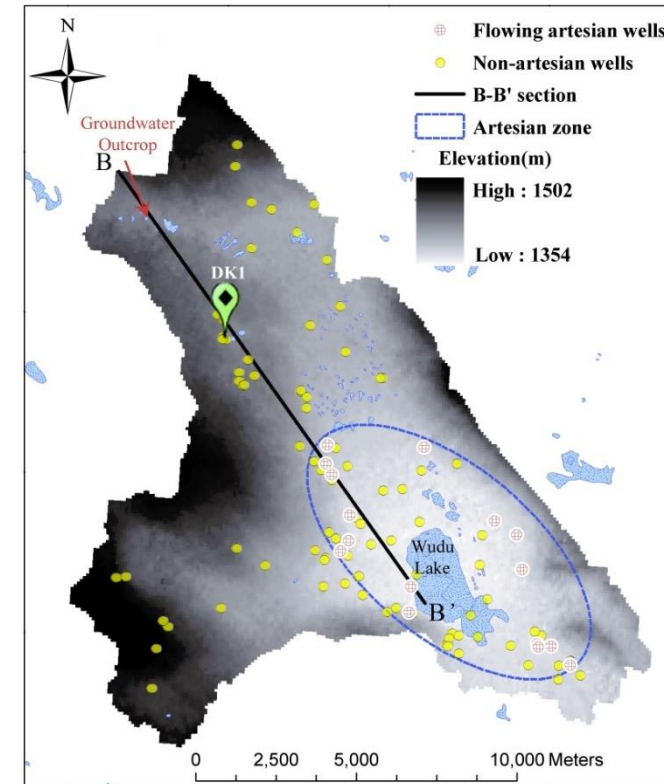 N
Flowing artesian wells
Non-artesian wells
B-B' section
Artesian zone
Elevation(m)
High : 1502
Low : 1354
Groundwater
Outcrop
B
DK1
Wudu
Lake
B'
0 2,500 5,000 10,000 Meters